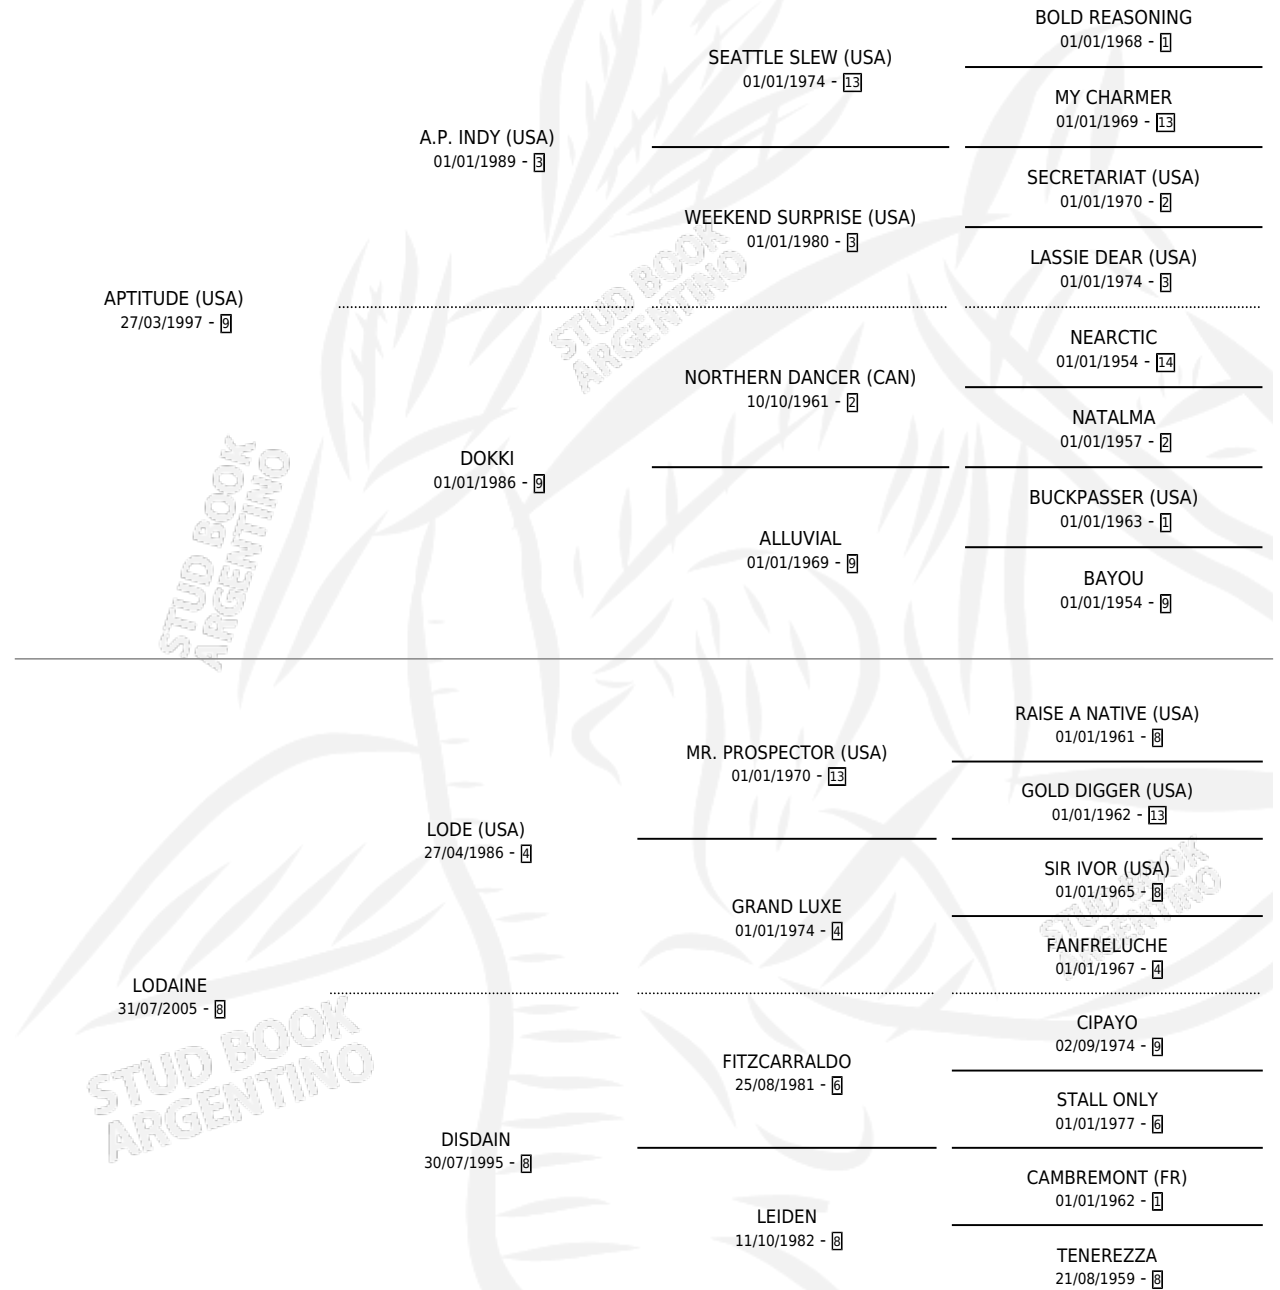 BOLD REASONING
01/01/1968 - 1
SEATTLE SLEW (USA)
01/01/1974 - 13
MY CHARMER
01/01/1969 - 13
A.P. INDY (USA)
01/01/1989 - 3
SECRETARIAT (USA)
01/01/1970 - 2
WEEKEND SURPRISE (USA)
01/01/1980 - 3
LASSIE DEAR (USA)
01/01/1974 - 3
STUD BOOK
ARGENTINO
APTITUDE (USA)
27/03/1997 - 9
NEARCTIC
01/01/1954 - 14
NORTHERN DANCER (CAN)
10/10/1961 - 2
NATALMA
01/01/1957 - 2
DOKKI
01/01/1986 - 9
BUCKPASSER (USA)
01/01/1963 - 1
ALLUVIAL
01/01/1969 - 9
BAYOU
01/01/1954 - 9
STUD BOOK
ARGENTINO
RAISE A NATIVE (USA)
01/01/1961 - 8
MR. PROSPECTOR (USA)
01/01/1970 - 13
GOLD DIGGER (USA)
01/01/1962 - 13
LODE (USA)
27/04/1986 - 4
SIR IVOR (USA)
01/01/1965 - 8
GRAND LUXE
01/01/1974 - 4
FANFRELUCHE
01/01/1967 - 4
STUD BOOK
ARGENTINO
LODAINE
31/07/2005 - 8
CIPAYO
02/09/1974 - 9
FITZCARRALDO
25/08/1981 - 6
STALL ONLY
01/01/1977 - 6
STUD BOOK
ARGENTINO
DISDAIN
30/07/1995 - 8
CAMBREMONT (FR)
01/01/1962 - 1
LEIDEN
11/10/1982 - 8
TENEREZZA
21/08/1959 - 8